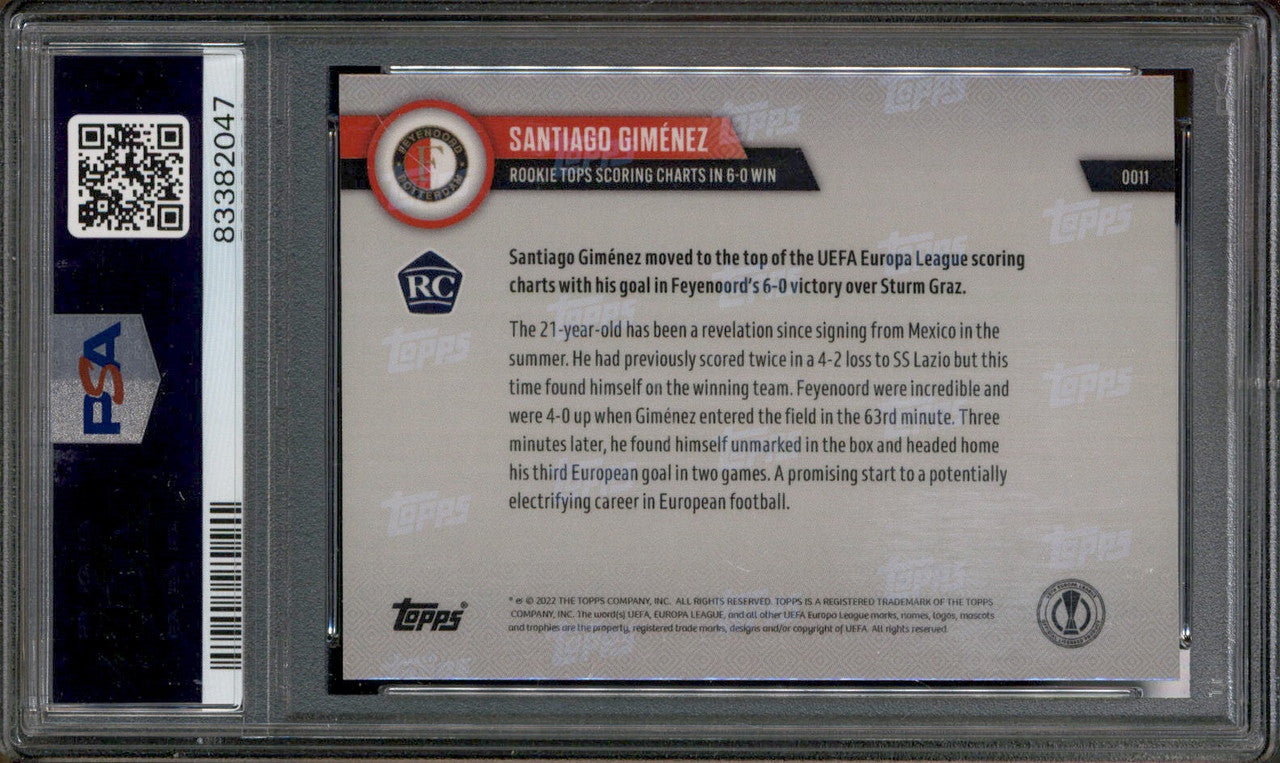 83382047
PSA
FEYENOORD
ROTTERDAM
F
SANTIAGO GIMÉNEZ
ROOKIE TOPS SCORING CHARTS IN 6-0 WIN
0011
RC
Santiago Giménez moved to the top of the UEFA Europa League scoring
charts with his goal in Feyenoord's 6-0 victory over Sturm Graz.
The 21-year-old has been a revelation since signing from Mexico in the
summer. He had previously scored twice in a 4-2 loss to SS Lazio but this
time found himself on the winning team. Feyenoord were incredible and
were 4-0 up when Giménez entered the field in the 63rd minute. Three
minutes later, he found himself unmarked in the box and headed home
his third European goal in two games. A promising start to a potentially
electrifying career in European football.
Topps®
® & © 2022 THE TOPPS COMPANY, INC. ALL RIGHTS RESERVED. TOPPS IS A REGISTERED TRADEMARK OF THE TOPPS
COMPANY, INC. The word(s) UEFA, EUROPA LEAGUE, and all other UEFA Europa League marks, names, logos, mascots
and trophies are the property, registered trade marks, designs and/or copyright of UEFA. All rights reserved.